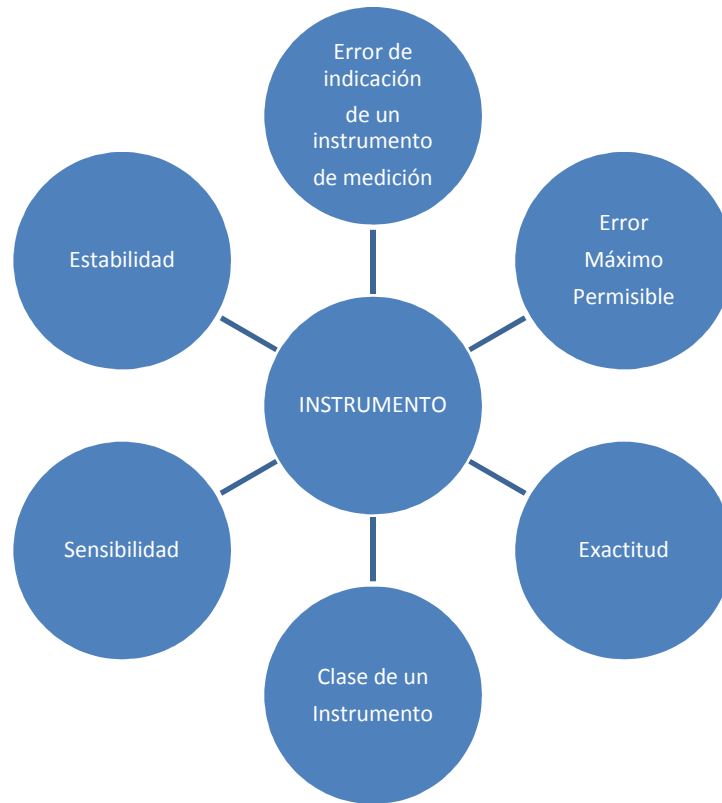 Error de
indicación
de un
instrumento
de medición
Error
Máximo
Permisible
Estabilidad
INSTRUMENTO
Sensibilidad
Exactitud
Clase de un
Instrumento